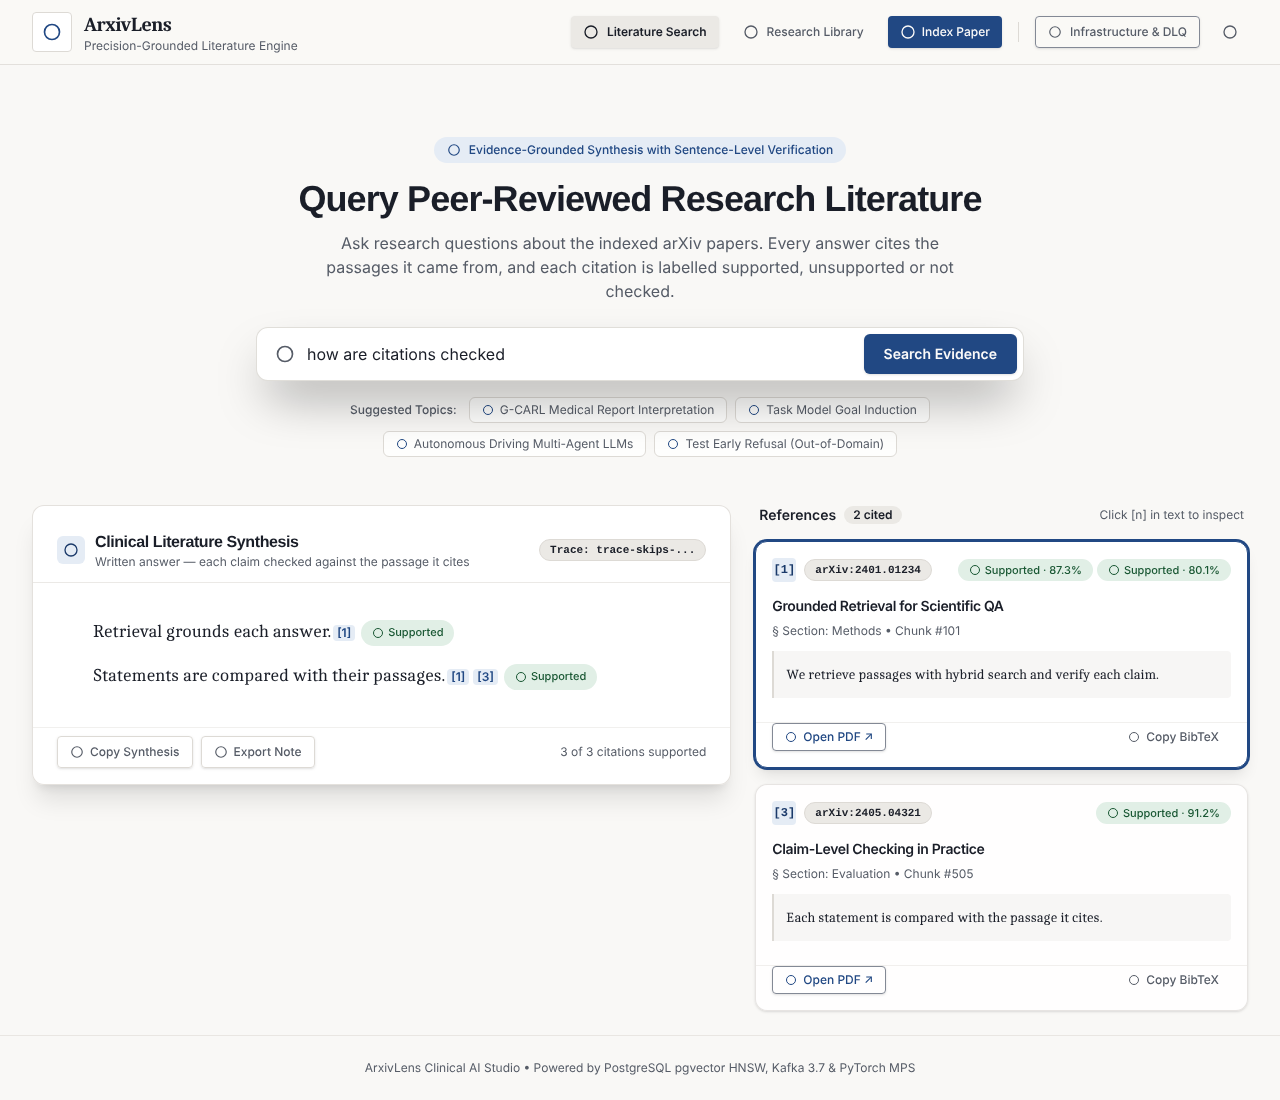 ArxivLens
Precision-Grounded Literature Engine
Literature Search
Research Library
Index Paper
Infrastructure & DLQ
Evidence-Grounded Synthesis with Sentence-Level Verification
Query Peer-Reviewed Research Literature
Ask research questions about the indexed arXiv papers. Every answer cites the
passages it came from, and each citation is labelled supported, unsupported or not
checked.
how are citations checked
Search Evidence
Suggested Topics:
G-CARL Medical Report Interpretation
Task Model Goal Induction
Autonomous Driving Multi-Agent LLMs
Test Early Refusal (Out-of-Domain)
Clinical Literature Synthesis
Written answer — each claim checked against the passage it cites
Trace: trace-skips-...
Retrieval grounds each answer. [1] Supported
Statements are compared with their passages. [1] [3] Supported
Copy Synthesis
Export Note
3 of 3 citations supported
References 2 cited
Click [n] in text to inspect
[1] arXiv:2401.01234 Supported · 87.3% Supported · 80.1%
Grounded Retrieval for Scientific QA
§ Section: Methods • Chunk #101
We retrieve passages with hybrid search and verify each claim.
Open PDF ↗
Copy BibTeX
[3] arXiv:2405.04321 Supported · 91.2%
Claim-Level Checking in Practice
§ Section: Evaluation • Chunk #505
Each statement is compared with the passage it cites.
Open PDF ↗
Copy BibTeX
ArxivLens Clinical AI Studio • Powered by PostgreSQL pgvector HNSW, Kafka 3.7 & PyTorch MPS